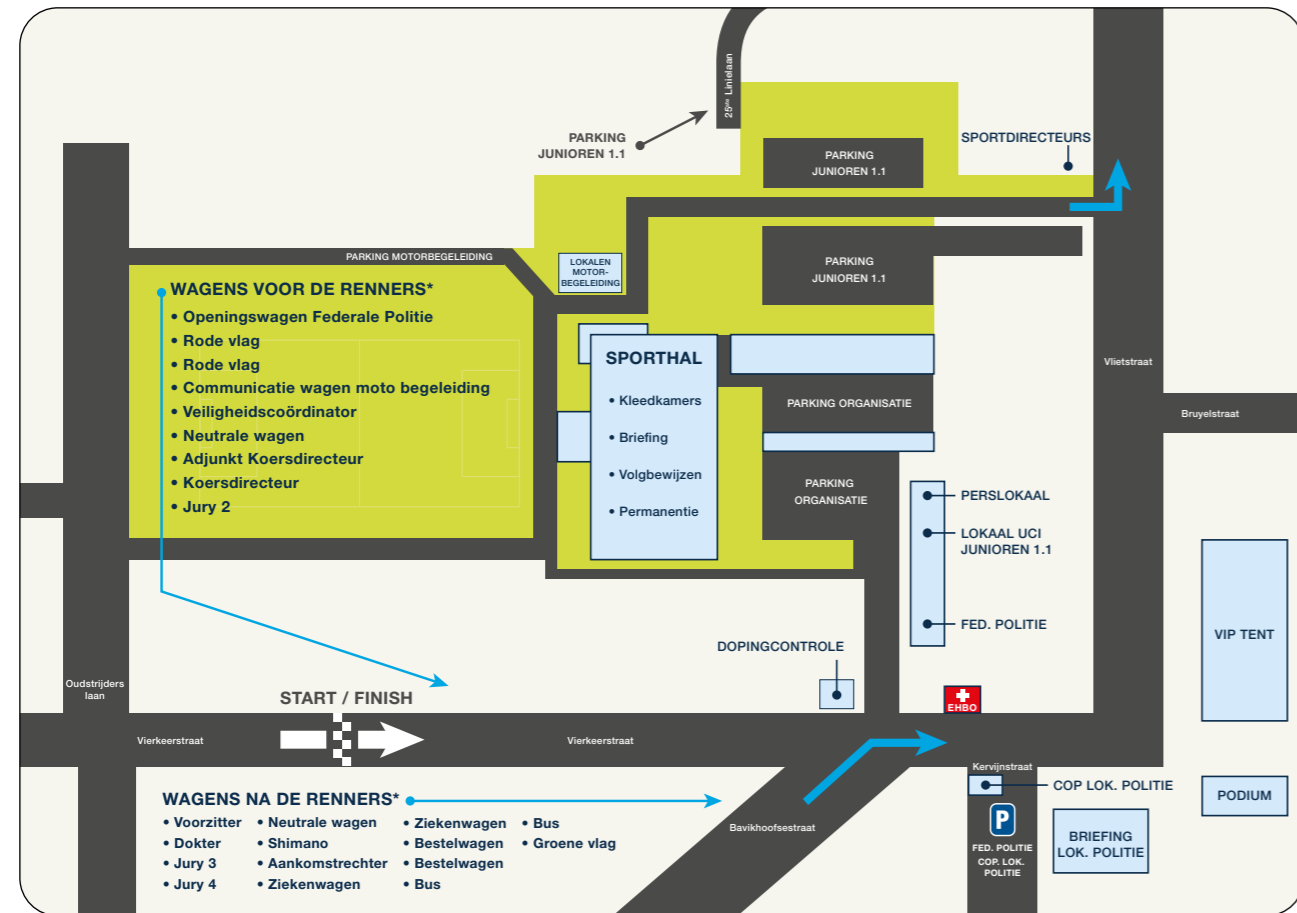 25ste Linielaan
PARKING
JUNIOREN 1.1
SPORTDIRECTEURS
PARKING
JUNIOREN 1.1
PARKING MOTORBEGELEIDING
LOKALEN
MOTOR-
BEGELEIDING
PARKING
JUNIOREN 1.1
WAGENS VOOR DE RENNERS*
• Openingswagen Federale Politie
• Rode vlag
• Rode vlag
• Communicatie wagen moto begeleiding
• Veiligheidscoördinator
• Neutrale wagen
• Adjunkt Koersdirecteur
• Koersdirecteur
• Jury 2
SPORTHAL
• Kleedkamers
• Briefing
• Volgbewijzen
• Permanentie
PARKING ORGANISATIE
PARKING
ORGANISATIE
Vlietstraat
Bruyelstraat
PERSLOKAAL
LOKAAL UCI
JUNIOREN 1.1
FED. POLITIE
VIP TENT
DOPINGCONTROLE
EHBO
Oudstrijders
laan
START / FINISH
Vierkeerstraat
Vierkeerstraat
Kervijnstraat
COP LOK. POLITIE
PODIUM
WAGENS NA DE RENNERS*
• Voorzitter
• Dokter
• Jury 3
• Jury 4
• Neutrale wagen
• Shimano
• Aankomstrechter
• Ziekenwagen
• Ziekenwagen
• Bestelwagen
• Bestelwagen
• Bus
• Bus
• Groene vlag
Bavikhoofsestraat
P
FED. POLITIE
COP. LOK.
POLITIE
BRIEFING
LOK. POLITIE